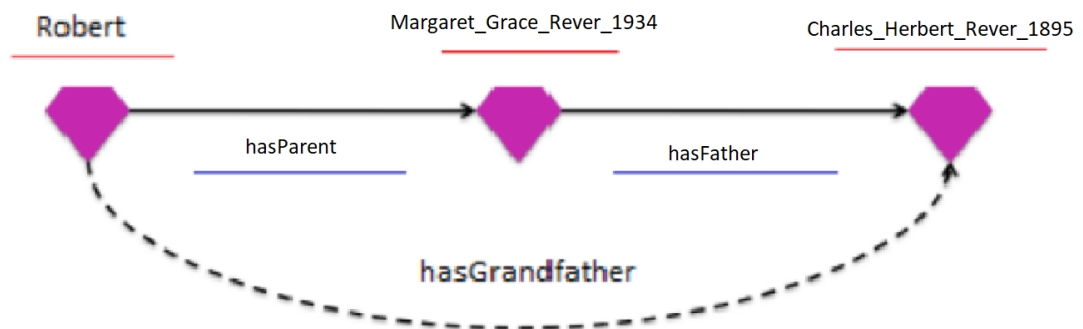 Robert
Margaret_Grace_Rever_1934
Charles_Herbert_Rever_1895
hasParent
hasFather
hasGrandfather